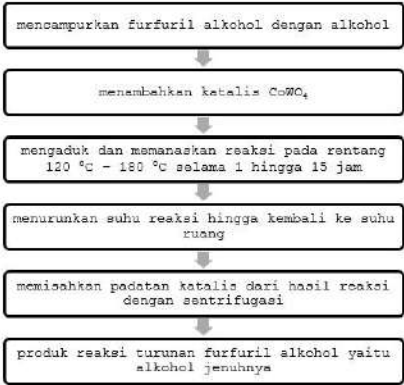 mencampurkan furfuril alkohol dengan alkohol
menambahkan katalis CoWO₄
mengaduk dan memanaskan reaksi pada rentang
120 ⁰C – 180 ⁰C selama 1 hingga 15 jam
menurunkan suhu reaksi hingga kembali ke suhu
ruang
memisahkan padatan katalis dari hasil reaksi
dengan sentrifugasi
produk reaksi turunan furfuril alkohol yaitu
alkohol jenuhnya